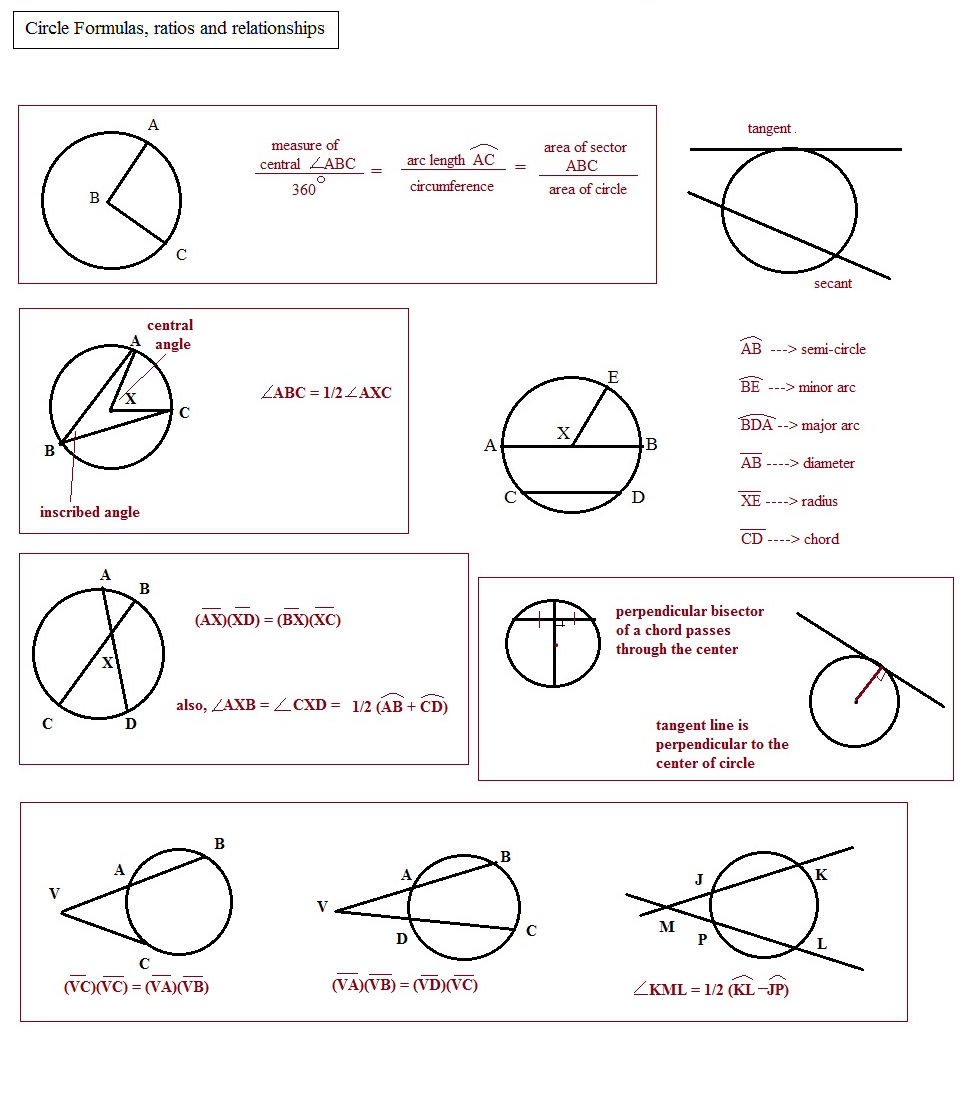 Circle Formulas, ratios and relationships
A
B
C
measure of
central ∠ABC
360°
=
arc length AC
circumference
=
area of sector
ABC
area of circle
tangent .
secant
central
angle
A
X
C
B
inscribed angle
∠ABC = 1/2 ∠AXC
E
X
A
B
C
D
AB ---> semi-circle
BE ---> minor arc
BDA --> major arc
AB ----> diameter
XE ----> radius
CD ----> chord
A
B
X
C
D
(AX)(XD) = (BX)(XC)
also, ∠AXB = ∠CXD = 1/2 (AB + CD)
perpendicular bisector
of a chord passes
through the center
tangent line is
perpendicular to the
center of circle
V
A
B
C
(VC)(VC) = (VA)(VB)
V
A
B
D
C
(VA)(VB) = (VD)(VC)
J
K
M
P
L
∠KML = 1/2 (KL – JP)